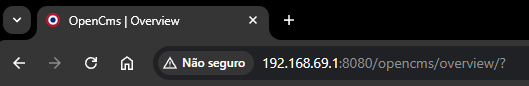 OpenCms | Overview
Não seguro 192.168.69.1:8080/opencms/overview/?